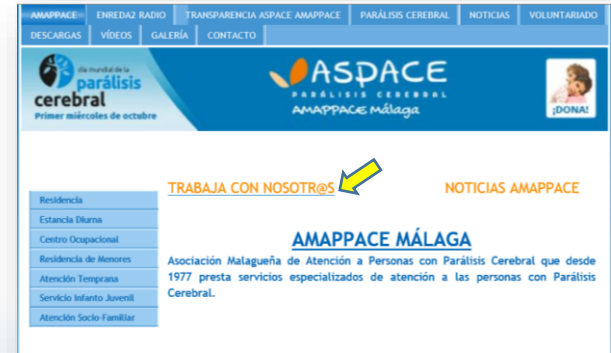 AMAPPACE ENREDA2 RADIO TRANSPARENCIA ASPACE AMAPPACE PARÁLISIS CEREBRAL NOTICIAS VOLUNTARIADO
DESCARGAS VÍDEOS GALERÍA CONTACTO
día mundial de la
parálisis
cerebral
Primer miércoles de octubre
ASPACE
PARÁLISIS CEREBRAL
AMAPPACE Málaga
¡DONA!
TRABAJA CON NOSOTR@S
NOTICIAS AMAPPACE
Residencia
Estancia Diurna
Centro Ocupacional
Residencia de Menores
Atención Temprana
Servicio Infanto Juvenil
Atención Socio-Familiar
AMAPPACE MÁLAGA
Asociación Malagueña de Atención a Personas con Parálisis Cerebral que desde
1977 presta servicios especializados de atención a las personas con Parálisis
Cerebral.